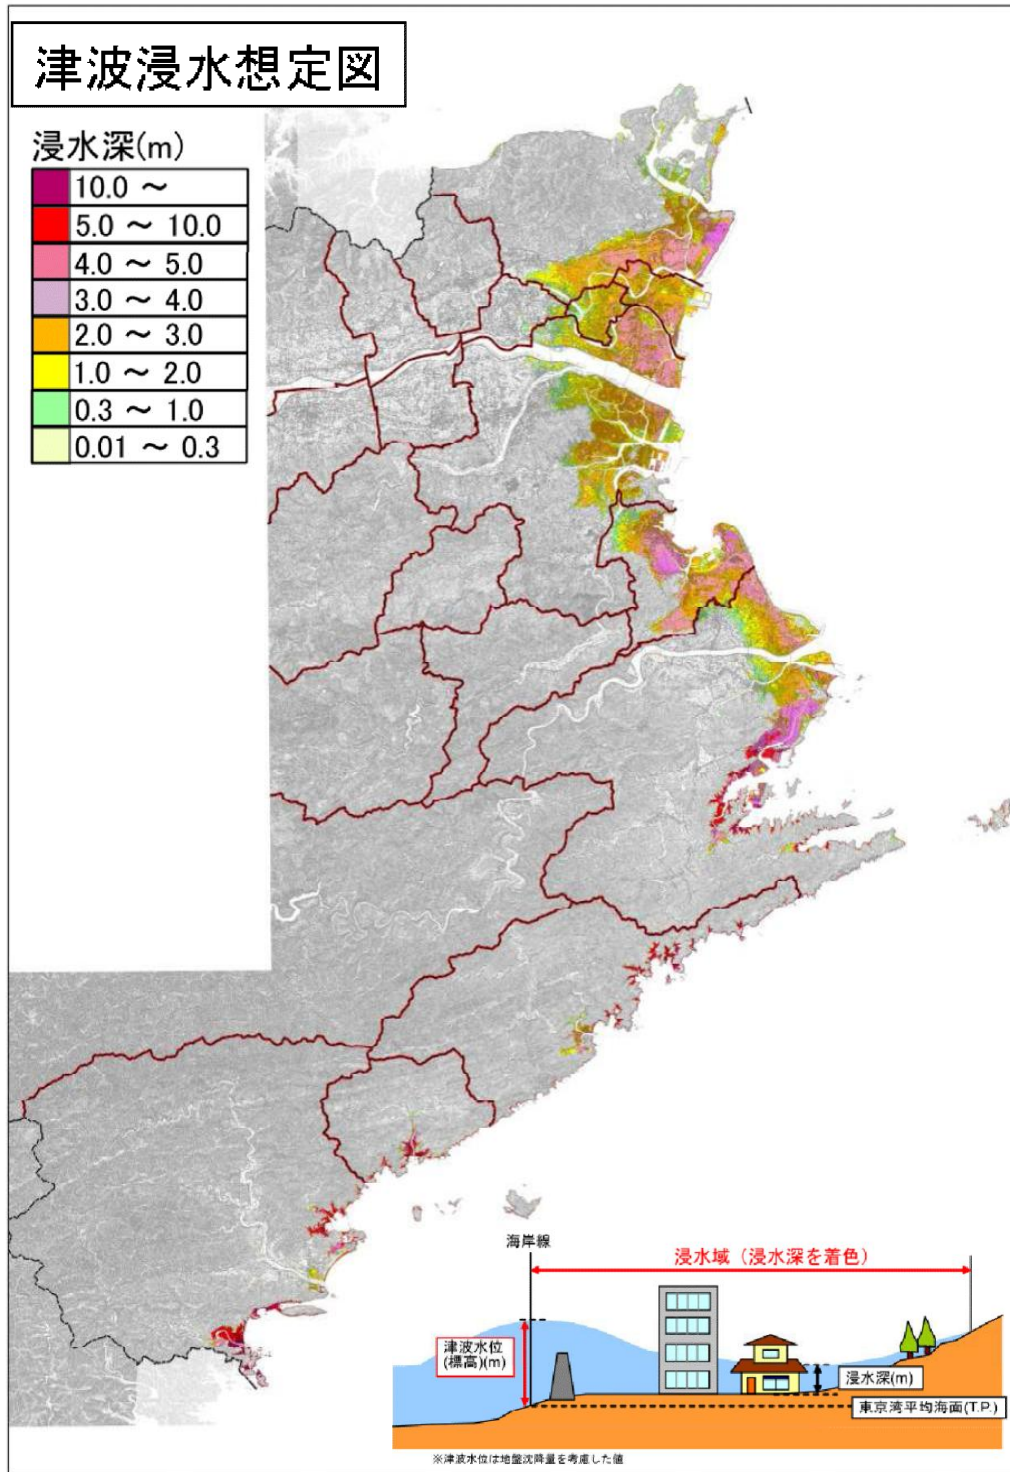 津波浸水想定図
浸水深(m)
10.0 ～
5.0 ～ 10.0
4.0 ～ 5.0
3.0 ～ 4.0
2.0 ～ 3.0
1.0 ～ 2.0
0.3 ～ 1.0
0.01 ～ 0.3
海岸線
浸水域（浸水深を着色）
津波水位
(標高)(m)
浸水深(m)
東京湾平均海面(T.P.)
※津波水位は地盤沈降量を考慮した値